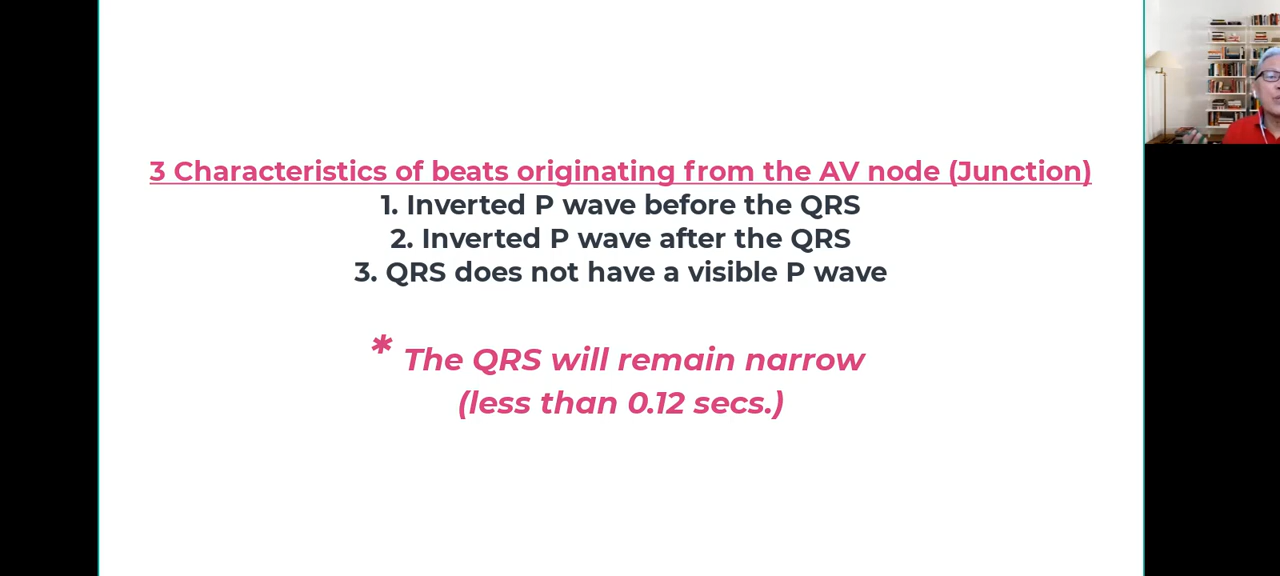 3 Characteristics of beats originating from the AV node (Junction)
1. Inverted P wave before the QRS
2. Inverted P wave after the QRS
3. QRS does not have a visible P wave
* The QRS will remain narrow
(less than 0.12 secs.)